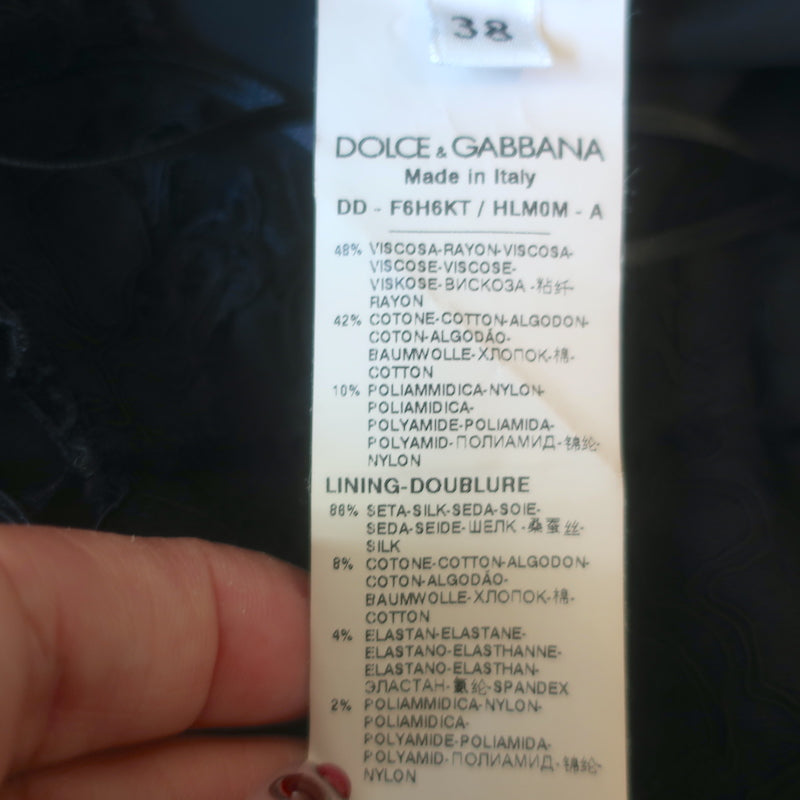 38
DOLCE & GABBANA
Made in Italy
DD - F6H6KT / HLM0M - A
48% VISCOSA-RAYON-VISCOSA-
VISCOSE-VISCOSE-
VISKOSE-ВИСКОЗА -粘纤-
RAYON
42% COTONE-COTTON-ALGODON-
COTON-ALGODÃO-
BAUMWOLLE-ХЛОПОК-棉-
COTTON
10% POLIAMMIDICA-NYLON-
POLIAMIDICA-
POLYAMIDE-POLIAMIDA-
POLYAMID-ПОЛИАМИД-锦纶-
NYLON
LINING-DOUBLURE
86% SETA-SILK-SEDA-SOIE-
SEDA-SEIDE-ШЕЛК -桑蚕丝-
SILK
8% COTONE-COTTON-ALGODON-
COTON-ALGODÃO-
BAUMWOLLE-ХЛОПОК-棉-
COTTON
4% ELASTAN-ELASTANE-
ELASTANO-ELASTHANNE-
ELASTANO-ELASTHAN-
ЭЛАСТАН-氨纶-SPANDEX
2% POLIAMMIDICA-NYLON-
POLIAMIDICA-
POLYAMIDE-POLIAMIDA-
POLYAMID-ПОЛИАМИД-锦纶-
NYLON